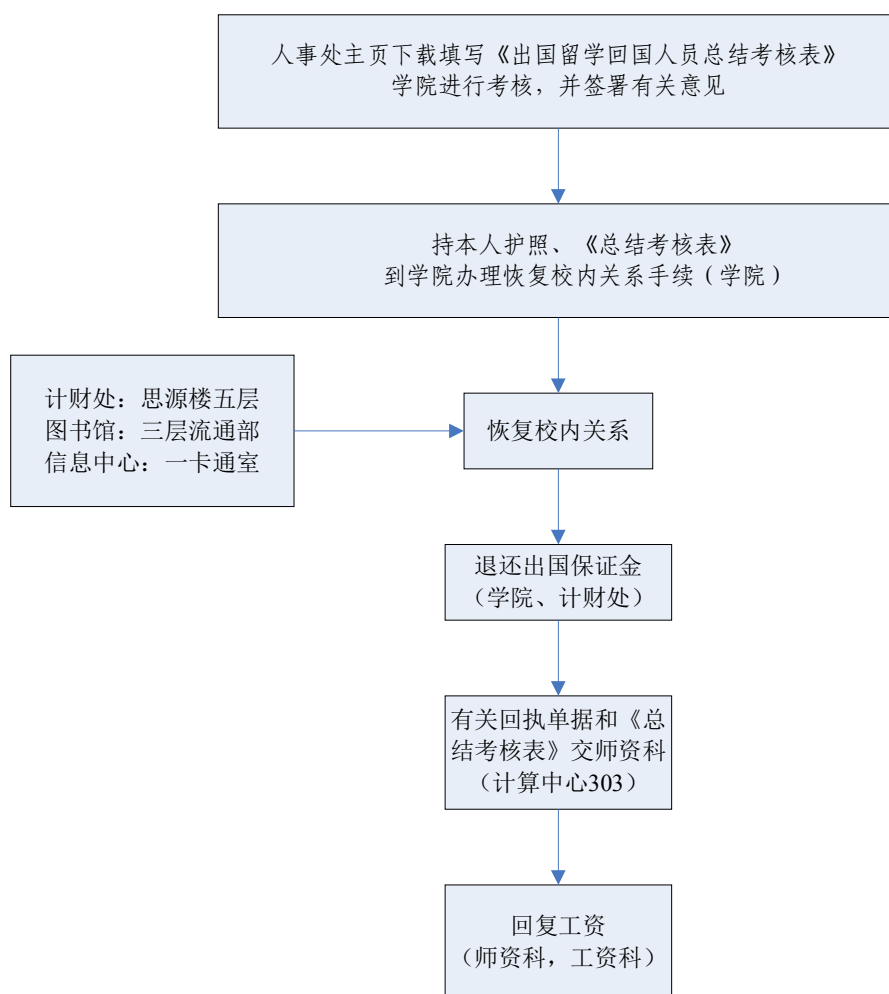 人事处主页下载填写《出国留学回国人员总结考核表》
学院进行考核，并签署有关意见
持本人护照、《总结考核表》
到学院办理恢复校内关系手续（学院）
计财处：思源楼五层
图书馆：三层流通部
信息中心：一卡通室
恢复校内关系
退还出国保证金
（学院、计财处）
有关回执单据和《总
结考核表》交师资科
（计算中心303）
回复工资
（师资科，工资科）